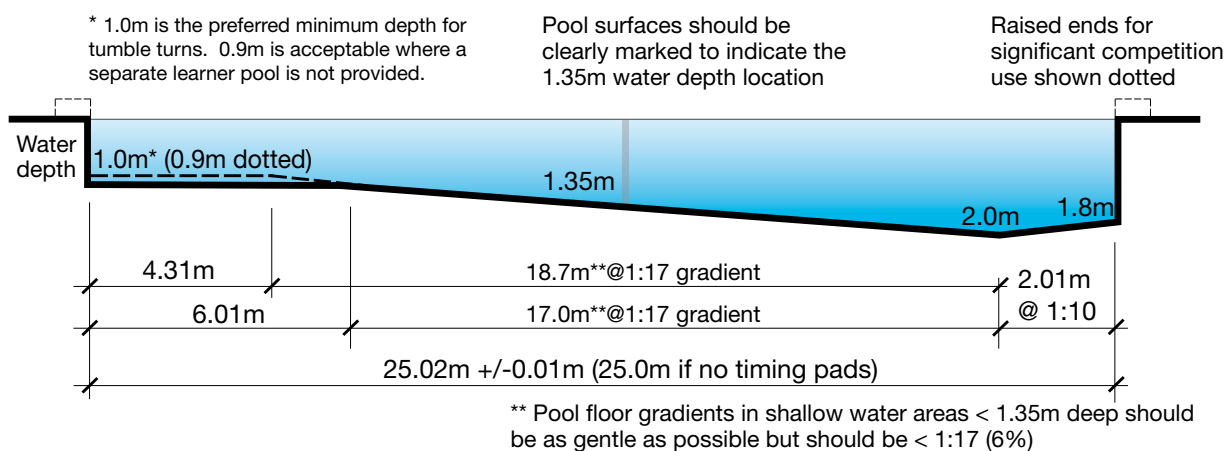 * 1.0m is the preferred minimum depth for
tumble turns.  0.9m is acceptable where a
separate learner pool is not provided.
Pool surfaces should be
clearly marked to indicate the
1.35m water depth location
Raised ends for
significant competition
use shown dotted
Water
depth
1.0m* (0.9m dotted)
1.35m
2.0m
1.8m
4.31m
18.7m**@1:17 gradient
2.01m
@ 1:10
6.01m
17.0m**@1:17 gradient
25.02m +/-0.01m (25.0m if no timing pads)
** Pool floor gradients in shallow water areas < 1.35m deep should
be as gentle as possible but should be < 1:17 (6%)